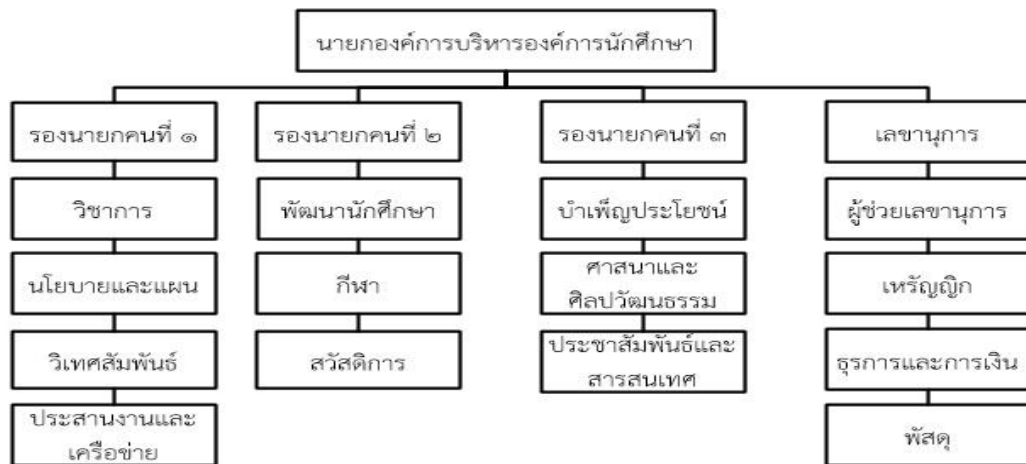 นายกองค์การบริหารองค์การนักศึกษา
รองนายกคนที่ ๑
รองนายกคนที่ ๒
รองนายกคนที่ ๓
เลขานุการ
วิชาการ
พัฒนานักศึกษา
บำเพ็ญประโยชน์
ผู้ช่วยเลขานุการ
นโยบายและแผน
กีฬา
ศาสนาและ
ศิลปวัฒนธรรม
เหรัญญิก
วิเทศสัมพันธ์
สวัสดิการ
ประชาสัมพันธ์และ
สารสนเทศ
ธุรการและการเงิน
ประสานงานและ
เครือข่าย
พัสดุ